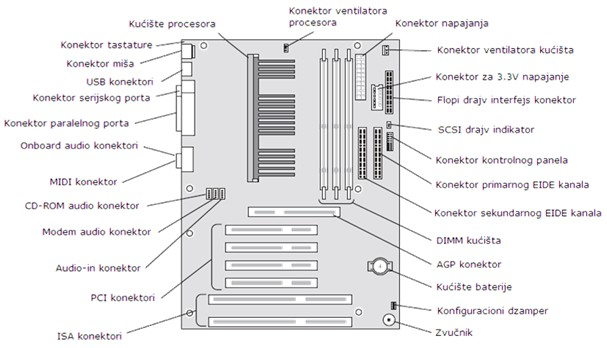 Kućište procesora
Konektor ventilatora
procesora
Konektor napajanja
Konektor tastature
Konektor miša
USB konektori
Konektor serijskog porta
Konektor paralelnog porta
Onboard audio konektori
MIDI konektor
CD-ROM audio konektor
Modem audio konektor
Audio-in konektor
PCI konektori
ISA konektori
Konektor ventilatora kućišta
Konektor za 3.3V napajanje
Flopi drajv interfejs konektor
SCSI drajv indikator
Konektor kontrolnog panela
Konektor primarnog EIDE kanala
Konektor sekundarnog EIDE kanala
DIMM kućišta
AGP konektor
Kućište baterije
Konfiguracioni dzamper
Zvučnik